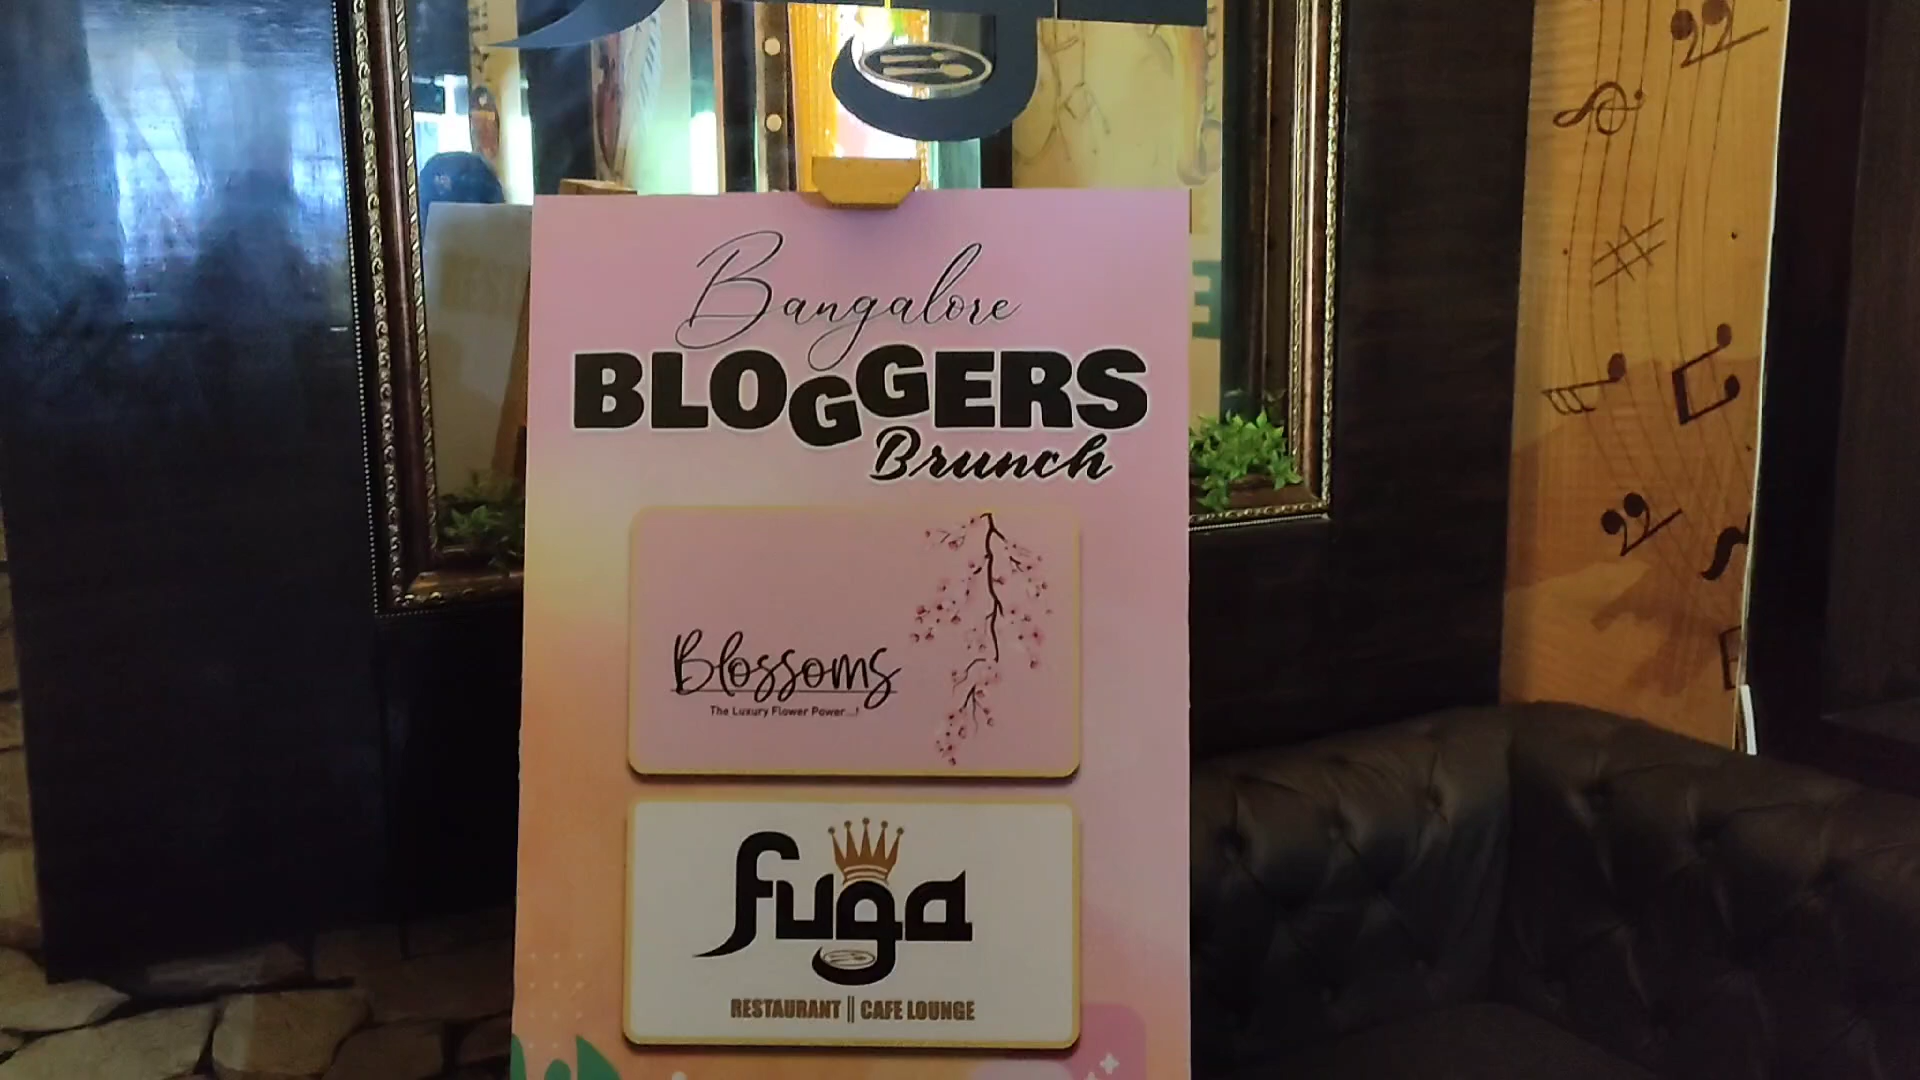 Bangalore
BLOGGERS
Brunch
Blossoms
The Luxury Flower Power...!
fuga
RESTAURANT || CAFE LOUNGE